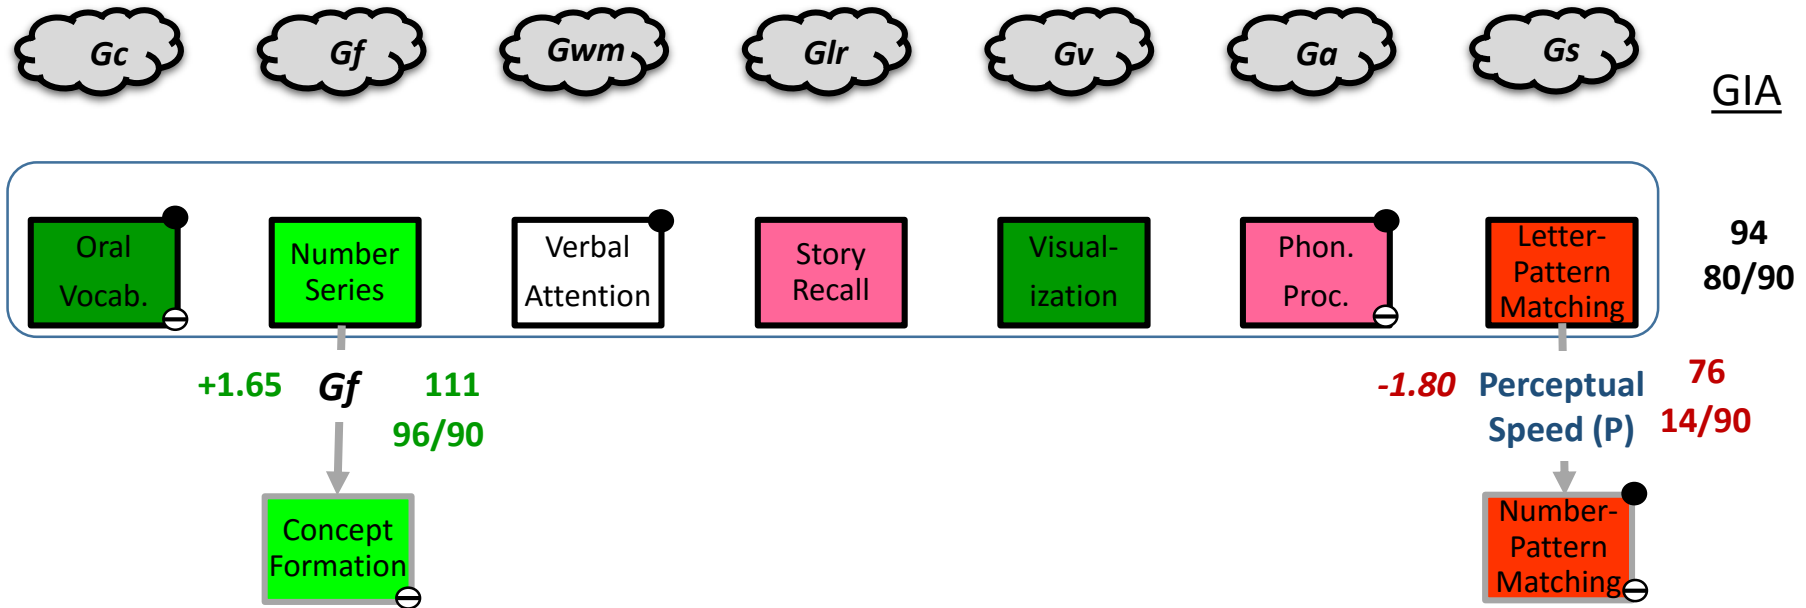 Gc
Gf
Gwm
Glr
Gv
Ga
Gs
GIA
Oral
Vocab.
Number
Series
Verbal
Attention
Story
Recall
Visual-
ization
Phon.
Proc.
Letter-
Pattern
Matching
94
80/90
+1.65
Gf
111
96/90
-1.80
Perceptual
Speed (P)
76
14/90
Concept
Formation
Number-
Pattern
Matching